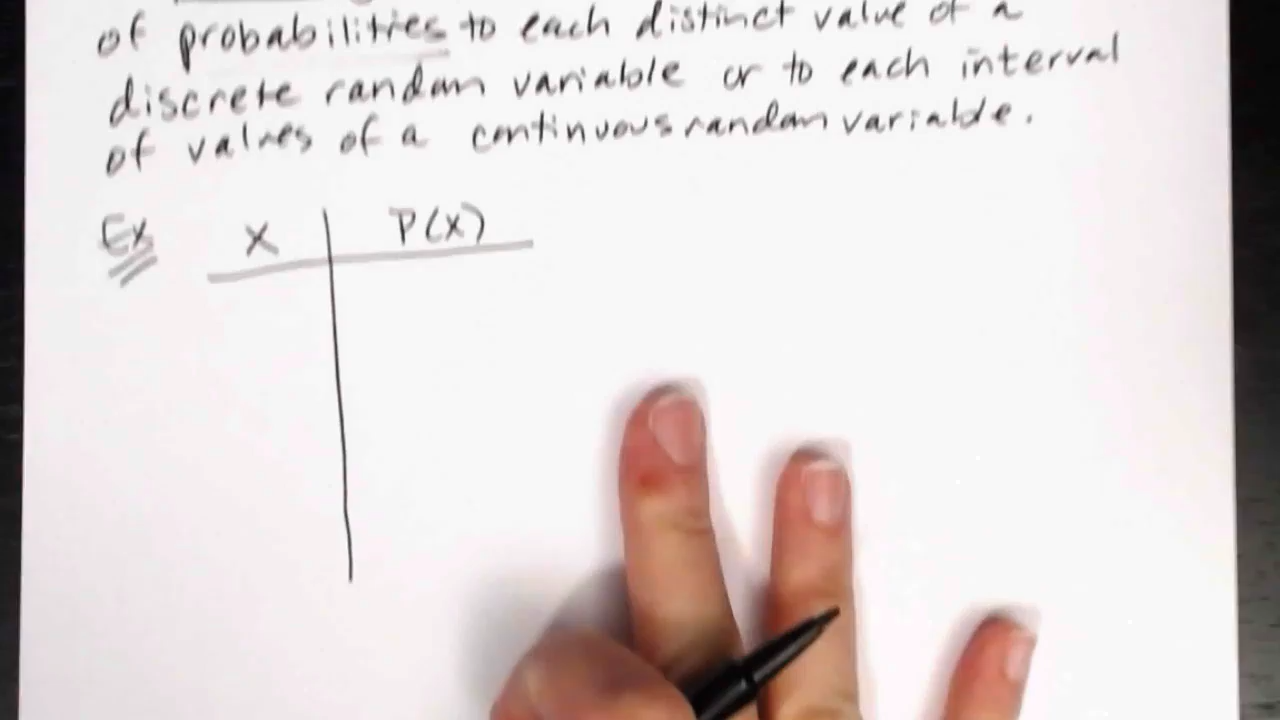 of probabilities to each distinct value of a
discrete random variable or to each interval
of values of a continuous random variable.
Ex X P(X)